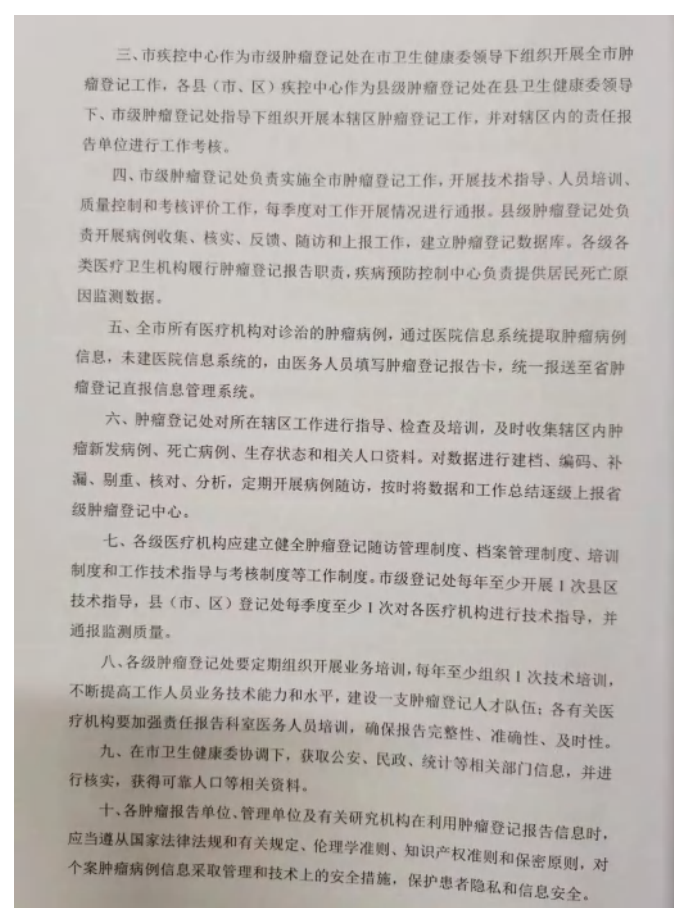 三、市疾控中心作为市级肿瘤登记处在市卫生健康委领导下组织开展全市肿
瘤登记工作，各县（市、区）疾控中心作为县级肿瘤登记处在县卫生健康委领导
下、市级肿瘤登记处指导下组织开展本辖区肿瘤登记工作，并对辖区内的责任报
告单位进行工作考核。
四、市级肿瘤登记处负责实施全市肿瘤登记工作，开展技术指导、人员培训、
质量控制和考核评价工作，每季度对工作开展情况进行通报。县级肿瘤登记处负
责开展病例收集、核实、反馈、随访和上报工作，建立肿瘤登记数据库。各级各
类医疗卫生机构履行肿瘤登记报告职责，疾病预防控制中心负责提供居民死亡原
因监测数据。
五、全市所有医疗机构对诊治的肿瘤病例，通过医院信息系统提取肿瘤病例
信息，未建医院信息系统的，由医务人员填写肿瘤登记报告卡，统一报送至省肿
瘤登记直报信息管理系统。
六、肿瘤登记处对所在辖区工作进行指导、检查及培训，及时收集辖区内肿
瘤新发病例、死亡病例、生存状态和相关人口资料。对数据进行建档、编码、补
漏、剔重、核对、分析，定期开展病例随访，按时将数据和工作总结逐级上报省
级肿瘤登记中心。
七、各级医疗机构应建立健全肿瘤登记随访管理制度、档案管理制度、培训
制度和工作技术指导与考核制度等工作制度。市级登记处每年至少开展1次县区
技术指导，县（市、区）登记处每季度至少1次对各医疗机构进行技术指导，并
通报监测质量。
八、各级肿瘤登记处要定期组织开展业务培训，每年至少组织1次技术培训，
不断提高工作人员业务技术能力和水平，建设一支肿瘤登记人才队伍；各有关医
疗机构要加强责任报告科室医务人员培训，确保报告完整性、准确性、及时性。
九、在市卫生健康委协调下，获取公安、民政、统计等相关部门信息，并进
行核实，获得可靠人口等相关资料。
十、各肿瘤报告单位、管理单位及有关研究机构在利用肿瘤登记报告信息时，
应当遵从国家法律法规和有关规定、伦理学准则、知识产权准则和保密原则，对
个案肿瘤病例信息采取管理和技术上的安全措施，保护患者隐私和信息安全。